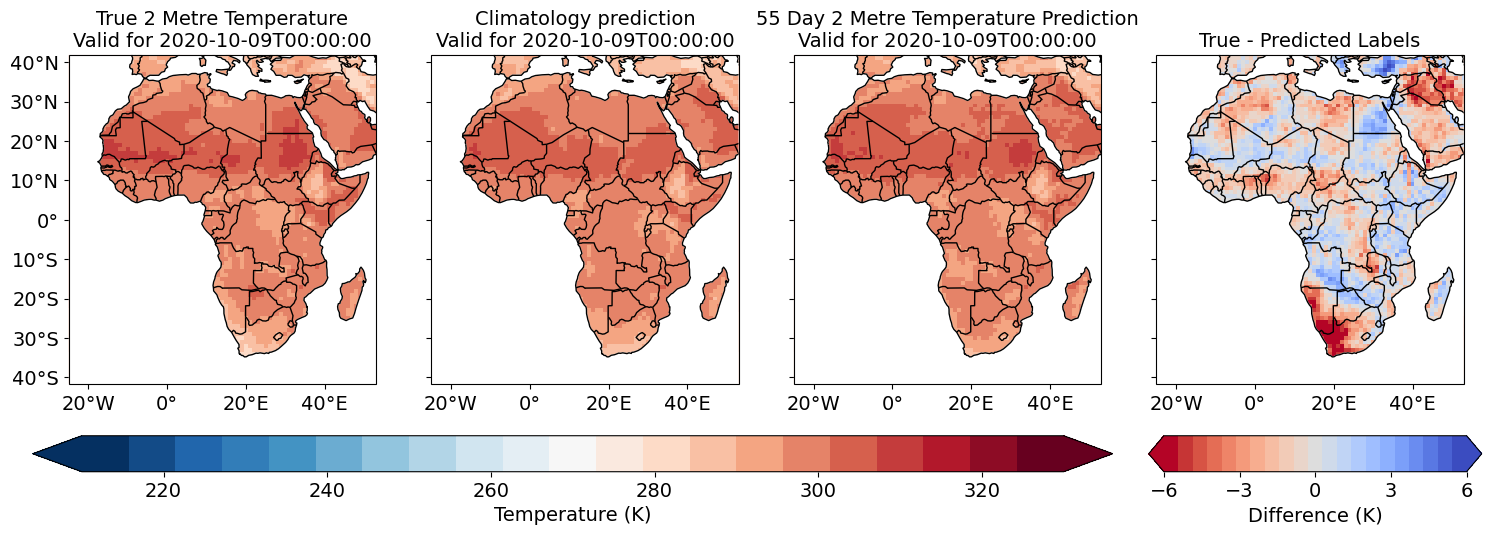 True 2 Metre Temperature
Valid for 2020-10-09T00:00:00
Climatology prediction
Valid for 2020-10-09T00:00:00
55 Day 2 Metre Temperature Prediction
Valid for 2020-10-09T00:00:00
True - Predicted Labels
40°N
30°N
20°N
10°N
0°
10°S
20°S
30°S
40°S
20°W 0° 20°E 40°E
20°W 0° 20°E 40°E
20°W 0° 20°E 40°E
20°W 0° 20°E 40°E
220 240 260 280 300 320
Temperature (K)
−6 −3 0 3 6
Difference (K)